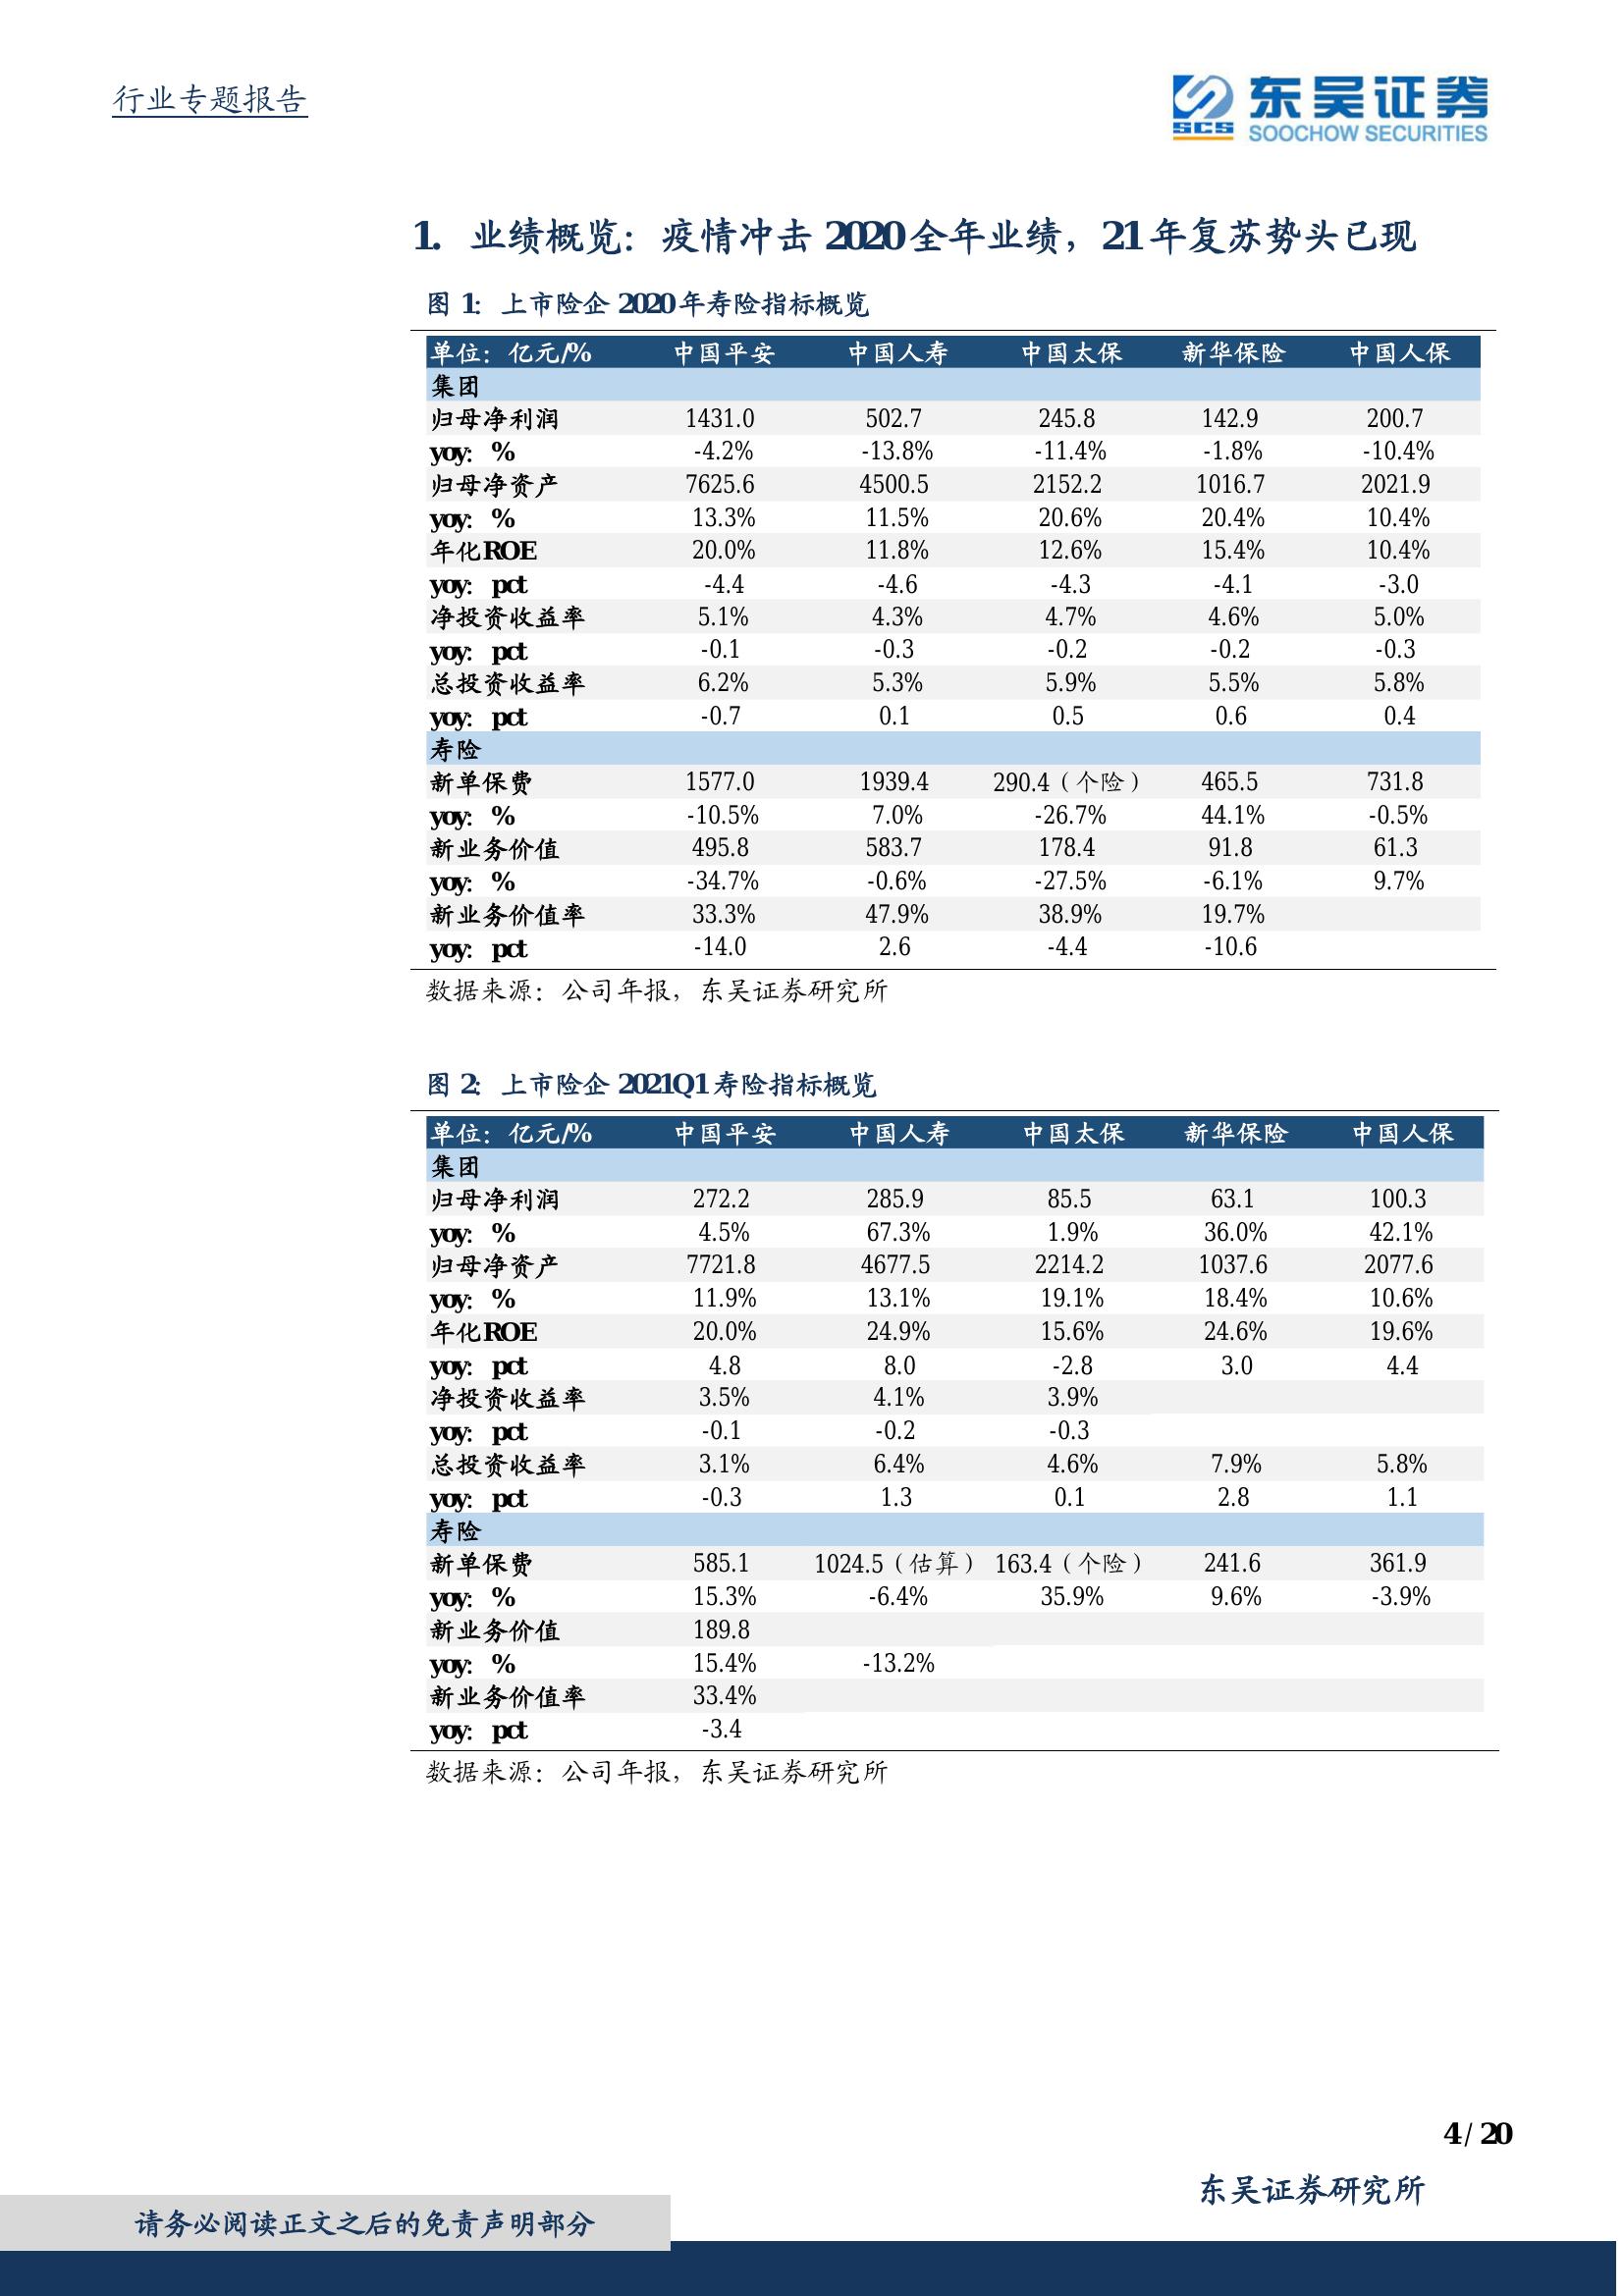 行业专题报告
东吴证券
SCS SOOCHOW SECURITIES
1. 业绩概览：疫情冲击 2020 全年业绩，21 年复苏势头已现
图 1：上市险企 2020 年寿险指标概览
单位：亿元/% 中国平安 中国人寿 中国太保 新华保险 中国人保
集团
归母净利润 1431.0 502.7 245.8 142.9 200.7
yoy：% -4.2% -13.8% -11.4% -1.8% -10.4%
归母净资产 7625.6 4500.5 2152.2 1016.7 2021.9
yoy：% 13.3% 11.5% 20.6% 20.4% 10.4%
年化ROE 20.0% 11.8% 12.6% 15.4% 10.4%
yoy：pct -4.4 -4.6 -4.3 -4.1 -3.0
净投资收益率 5.1% 4.3% 4.7% 4.6% 5.0%
yoy：pct -0.1 -0.3 -0.2 -0.2 -0.3
总投资收益率 6.2% 5.3% 5.9% 5.5% 5.8%
yoy：pct -0.7 0.1 0.5 0.6 0.4
寿险
新单保费 1577.0 1939.4 290.4（个险） 465.5 731.8
yoy：% -10.5% 7.0% -26.7% 44.1% -0.5%
新业务价值 495.8 583.7 178.4 91.8 61.3
yoy：% -34.7% -0.6% -27.5% -6.1% 9.7%
新业务价值率 33.3% 47.9% 38.9% 19.7%
yoy：pct -14.0 2.6 -4.4 -10.6
数据来源：公司年报，东吴证券研究所
图 2：上市险企 2021Q1 寿险指标概览
单位：亿元/% 中国平安 中国人寿 中国太保 新华保险 中国人保
集团
归母净利润 272.2 285.9 85.5 63.1 100.3
yoy：% 4.5% 67.3% 1.9% 36.0% 42.1%
归母净资产 7721.8 4677.5 2214.2 1037.6 2077.6
yoy：% 11.9% 13.1% 19.1% 18.4% 10.6%
年化ROE 20.0% 24.9% 15.6% 24.6% 19.6%
yoy：pct 4.8 8.0 -2.8 3.0 4.4
净投资收益率 3.5% 4.1% 3.9%
yoy：pct -0.1 -0.2 -0.3
总投资收益率 3.1% 6.4% 4.6% 7.9% 5.8%
yoy：pct -0.3 1.3 0.1 2.8 1.1
寿险
新单保费 585.1 1024.5（估算） 163.4（个险） 241.6 361.9
yoy：% 15.3% -6.4% 35.9% 9.6% -3.9%
新业务价值 189.8
yoy：% 15.4% -13.2%
新业务价值率 33.4%
yoy：pct -3.4
数据来源：公司年报，东吴证券研究所
4 / 20
东吴证券研究所
请务必阅读正文之后的免责声明部分